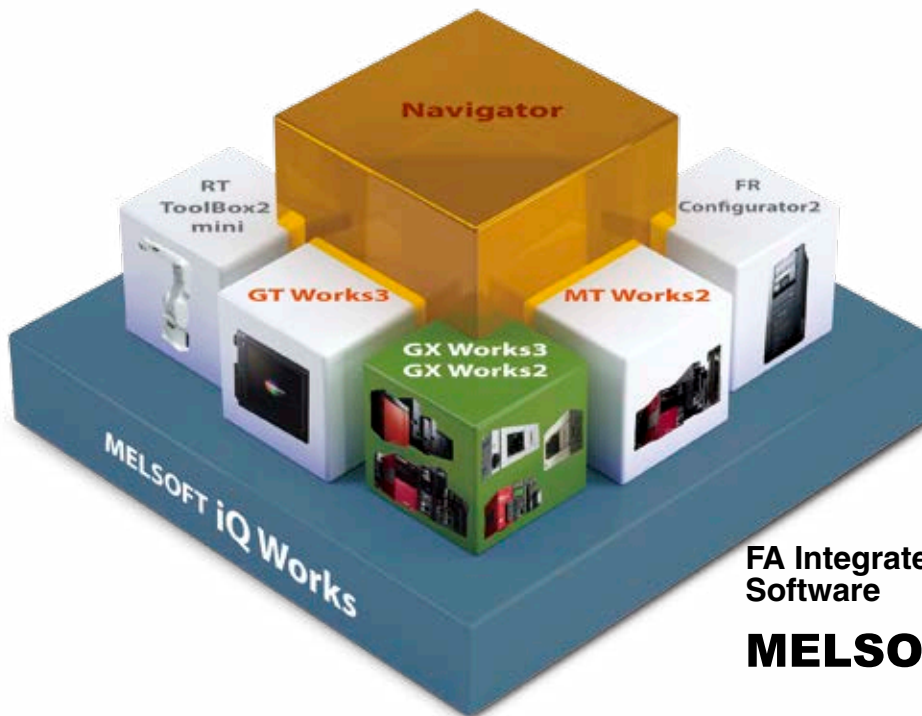 Navigator
RT
ToolBox2
mini
FR
Configurator2
GT Works3
MT Works2
GX Works3
GX Works2
MELSOFT iQ Works
FA Integrate
Software
MELSO